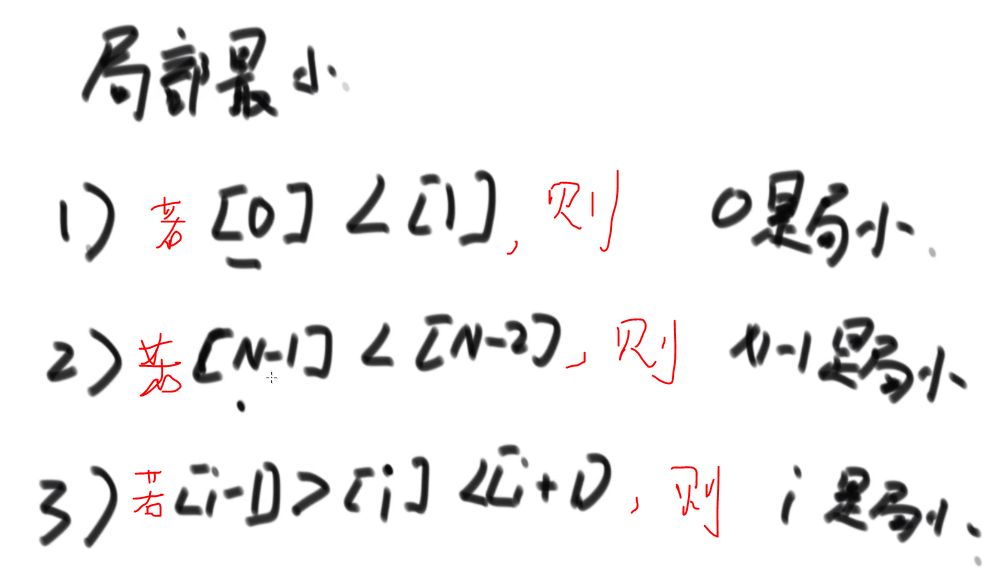 局部最小.
1) 若 [0] < [1], 则 0是局小.
2) 若 [N-1] < [N-2], 则 N-1是局小
3) 若 [i-1] > [i] < [i+1], 则 i是局小.